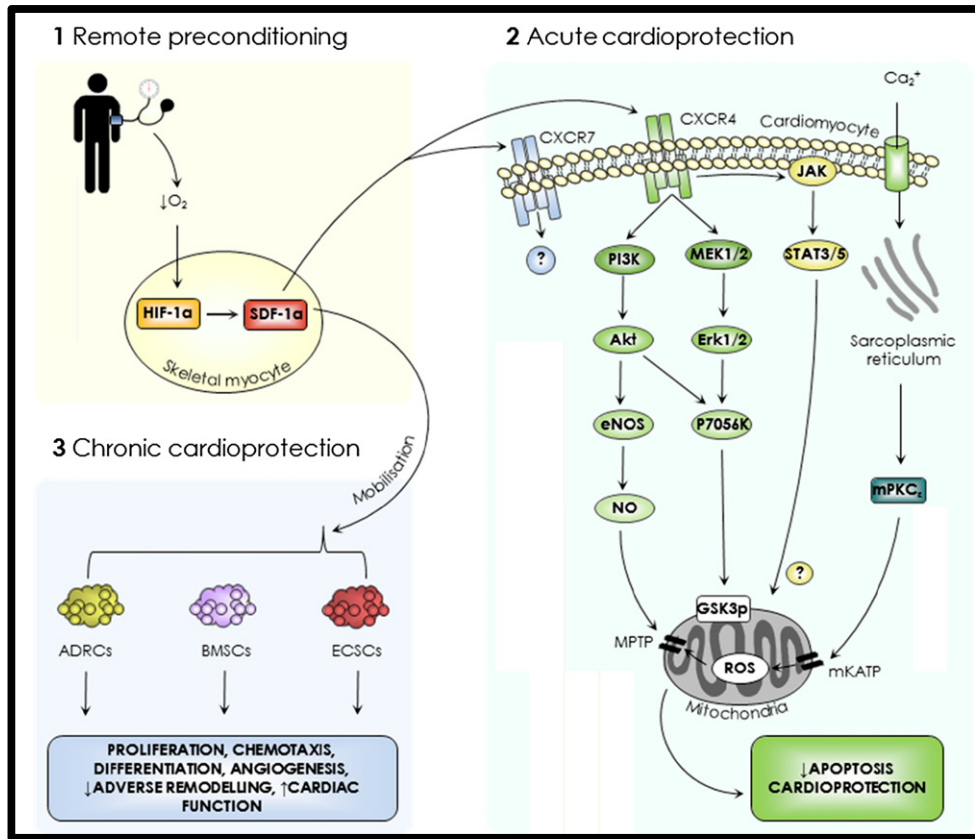 1 Remote preconditioning
↓O₂
HIF-1a
SDF-1a
Skeletal myocyte
2 Acute cardioprotection
Ca₂⁺
CXCR7
CXCR4
Cardiomyocyte
JAK
?
PI3K
MEK1/2
STAT3/5
Akt
Erk1/2
Sarcoplasmic
reticulum
eNOS
P7056K
NO
mPKCε
?
GSK3p
MPTP
ROS
mKATP
Mitochondria
↓APOPTOSIS
CARDIOPROTECTION
3 Chronic cardioprotection
Mobilisation
ADRCs
BMSCs
ECSCs
PROLIFERATION, CHEMOTAXIS,
DIFFERENTIATION, ANGIOGENESIS,
↓ADVERSE REMODELLING, ↑CARDIAC
FUNCTION